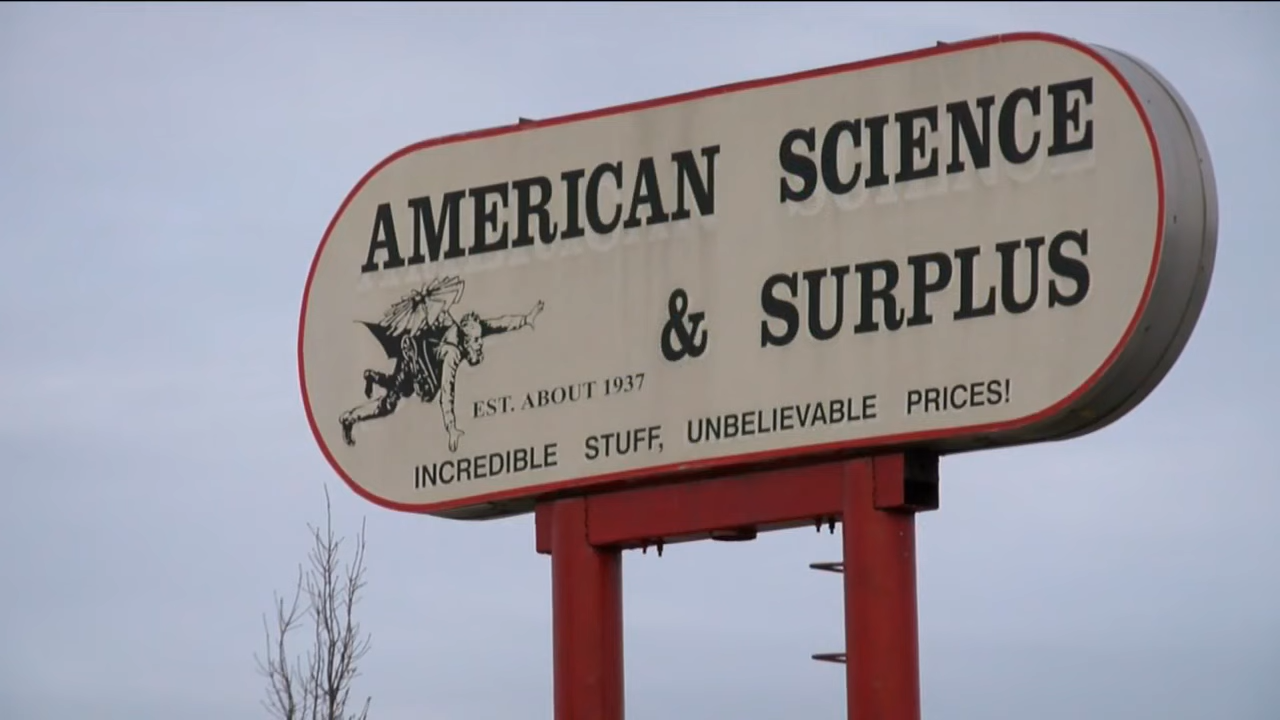 AMERICAN SCIENCE
& SURPLUS
EST. ABOUT 1937
INCREDIBLE STUFF, UNBELIEVABLE PRICES!